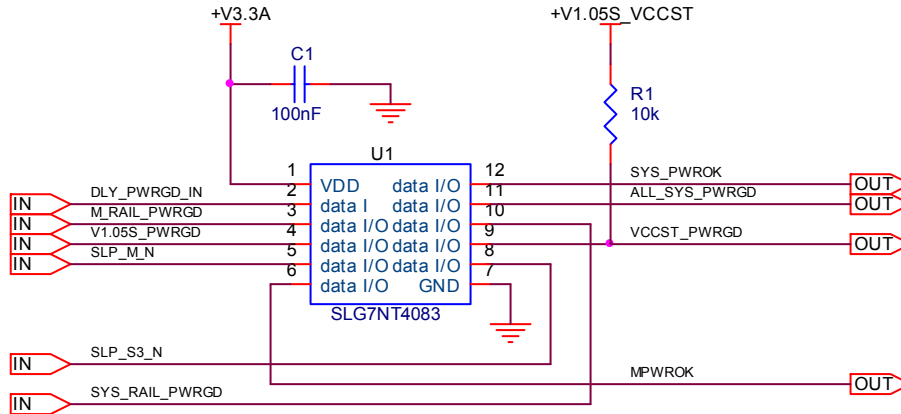 +V3.3A
+V1.05S_VCCST
C1
100nF
R1
10k
U1
1
VDD
data I/O
12
SYS_PWROK
OUT
IN
DLY_PWRGD_IN
2
data I
data I/O
11
ALL_SYS_PWRGD
OUT
IN
M_RAIL_PWRGD
3
data I/O
data I/O
10
IN
V1.05S_PWRGD
4
data I/O
data I/O
9
VCCST_PWRGD
OUT
IN
SLP_M_N
5
data I/O
data I/O
8
6
data I/O
GND
7
SLG7NT4083
IN
SLP_S3_N
MPWROK
OUT
IN
SYS_RAIL_PWRGD